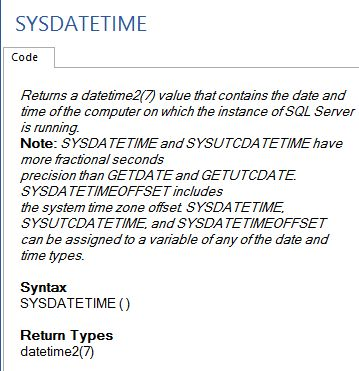 SYSDATETIME
Code
Returns a datetime2(7) value that contains the date and
time of the computer on which the instance of SQL Server
is running.
Note: SYSDATETIME and SYSUTCDATETIME have
more fractional seconds
precision than GETDATE and GETUTCDATE.
SYSDATETIMEOFFSET includes
the system time zone offset. SYSDATETIME,
SYSUTCDATETIME, and SYSDATETIMEOFFSET
can be assigned to a variable of any of the date and
time types.
Syntax
SYSDATETIME ( )
Return Types
datetime2(7)